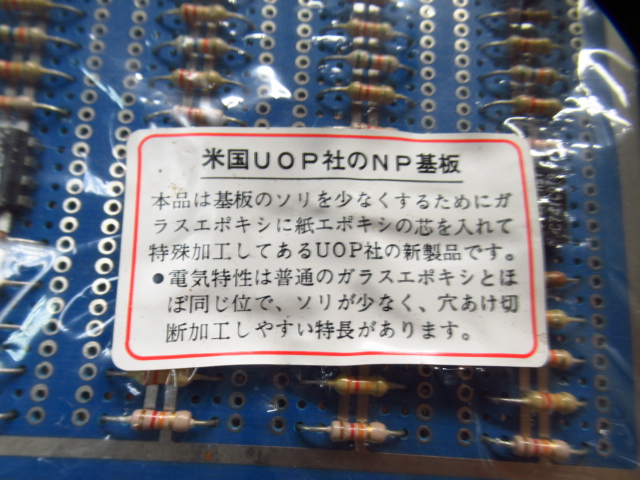 米国UOP社のNP基板
本品は基板のソリを少なくするためにガ
ラスエポキシに紙エポキシの芯を入れて
特殊加工してあるUOP社の新製品です。
●電気特性は普通のガラスエポキシとほ
ぼ同じ位で、ソリが少なく、穴あけ切
断加工しやすい特長があります。